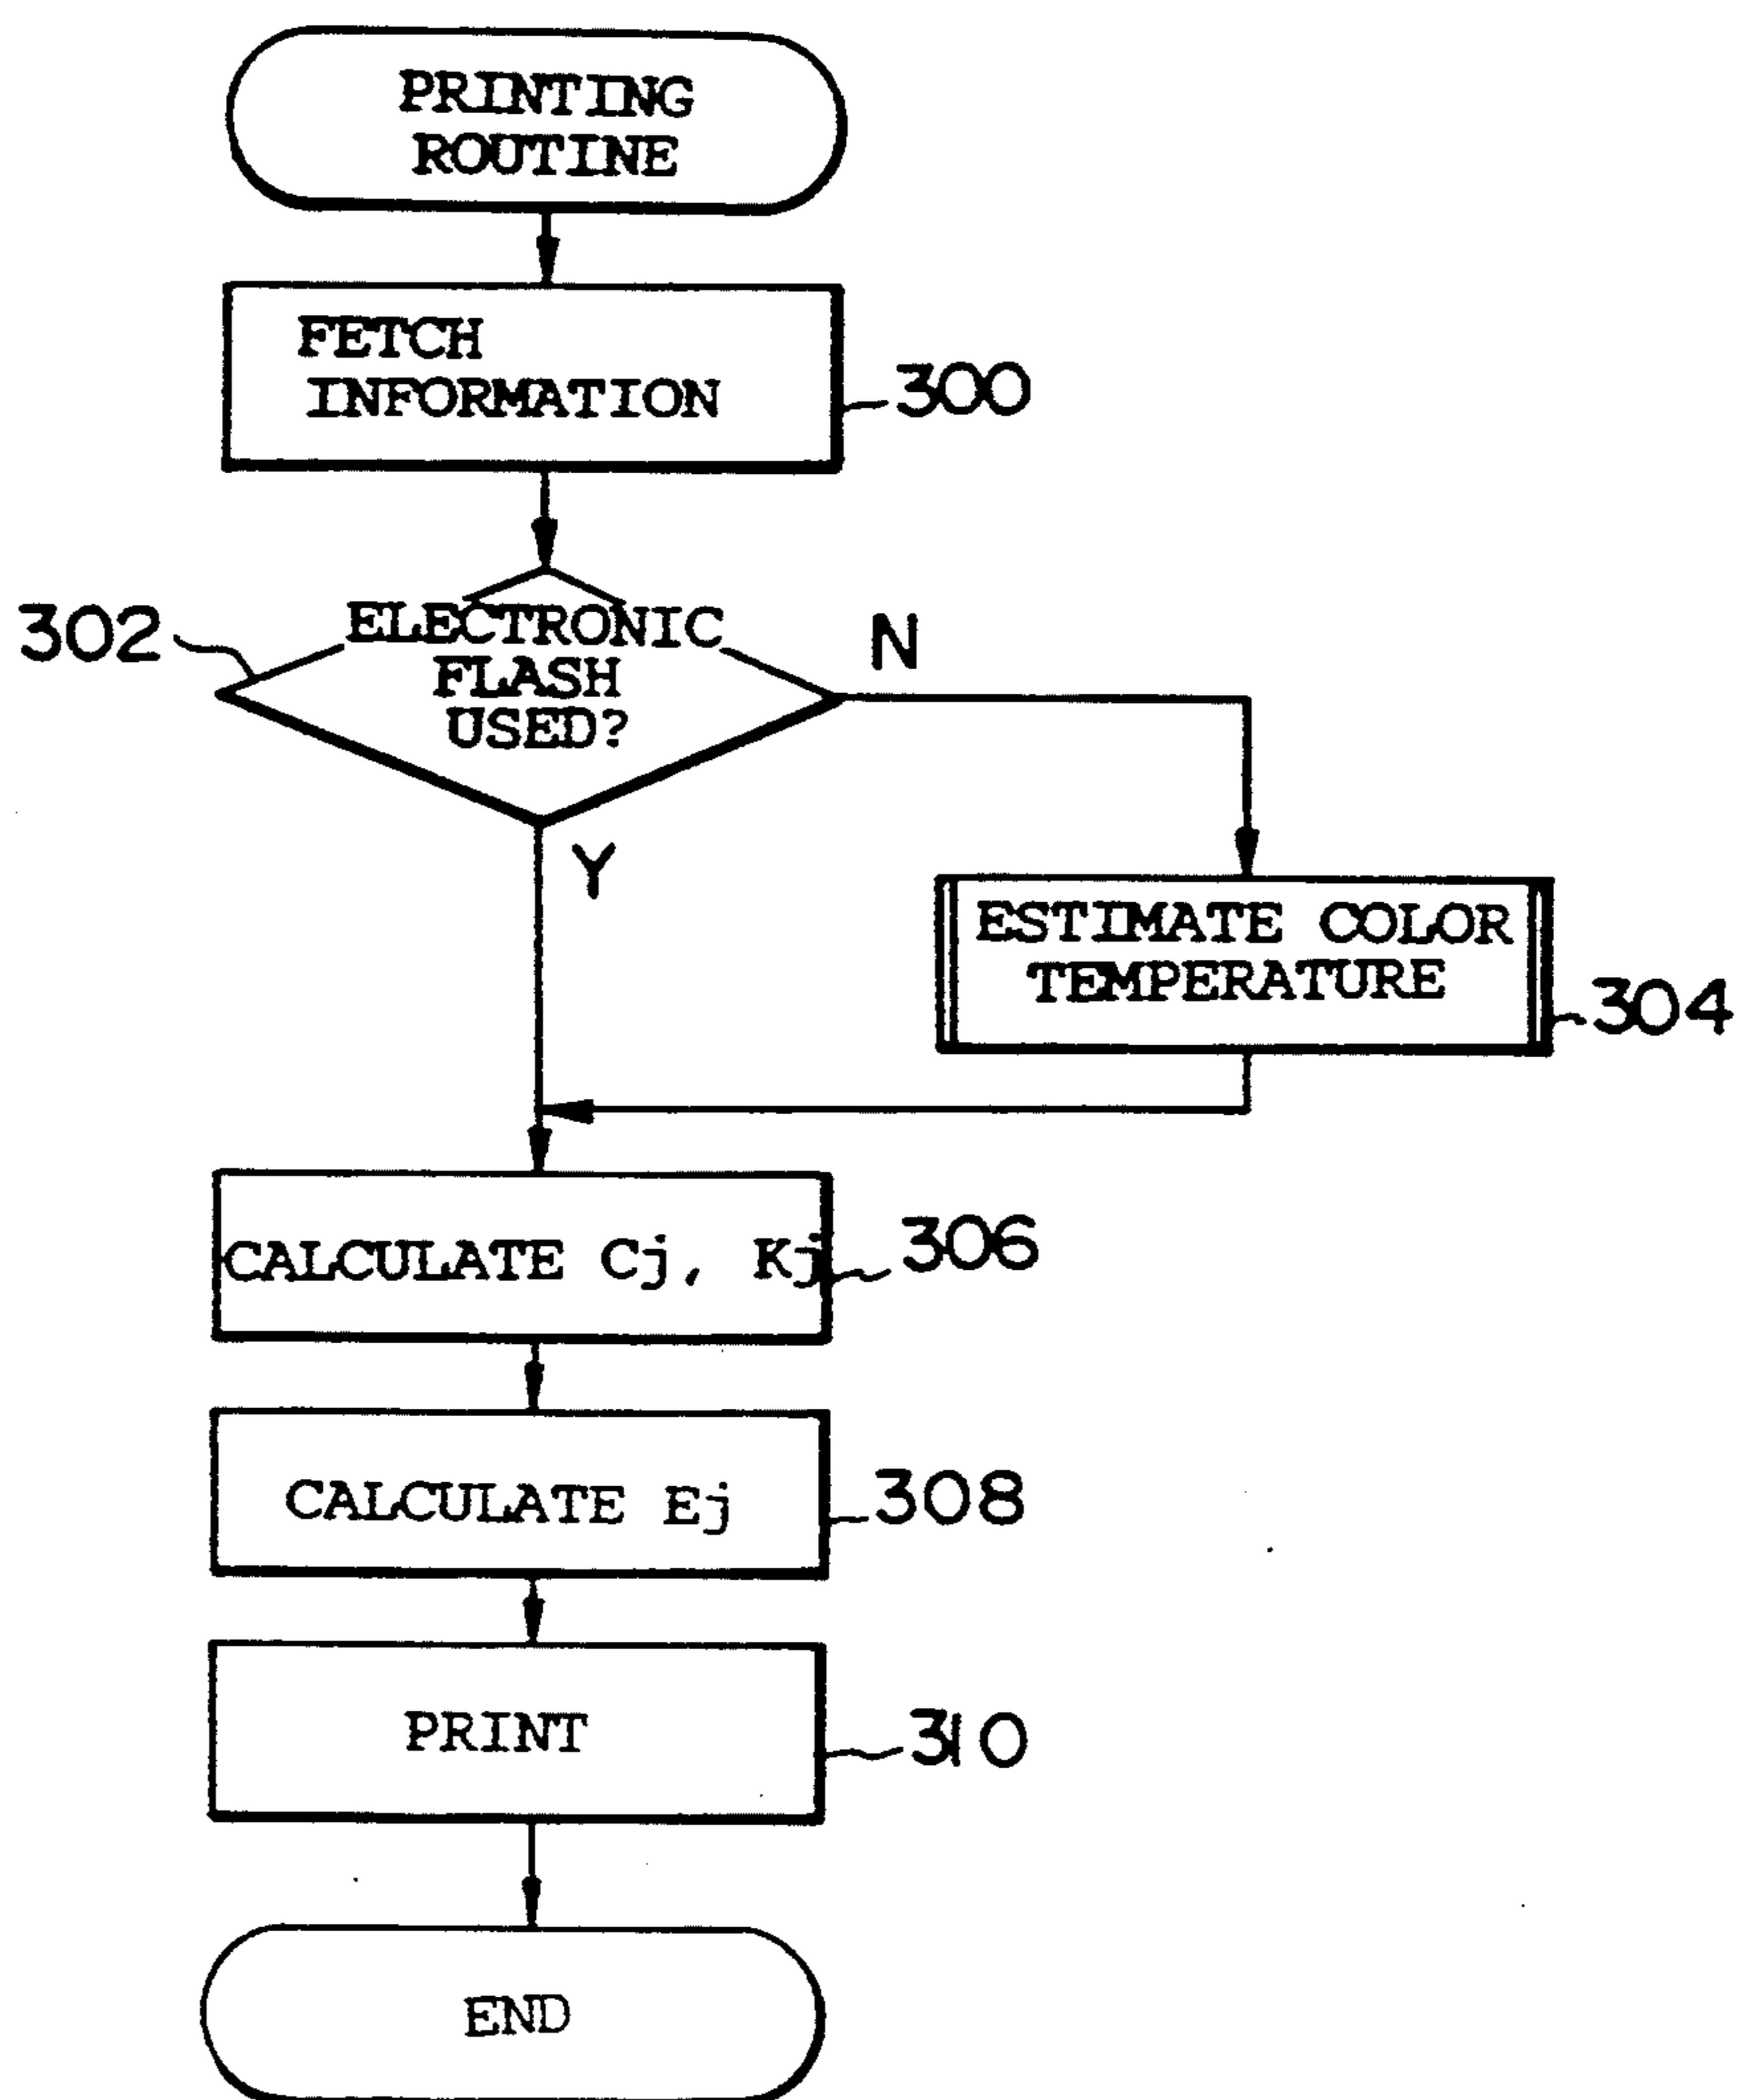 PRINTING
ROUTINE
FETCH
INFORMATION
300
302
ELECTRONIC
FLASH
USED?
N
Y
ESTIMATE COLOR
TEMPERATURE
304
CALCULATE Cj, Kj
306
CALCULATE Ej
308
PRINT
310
END